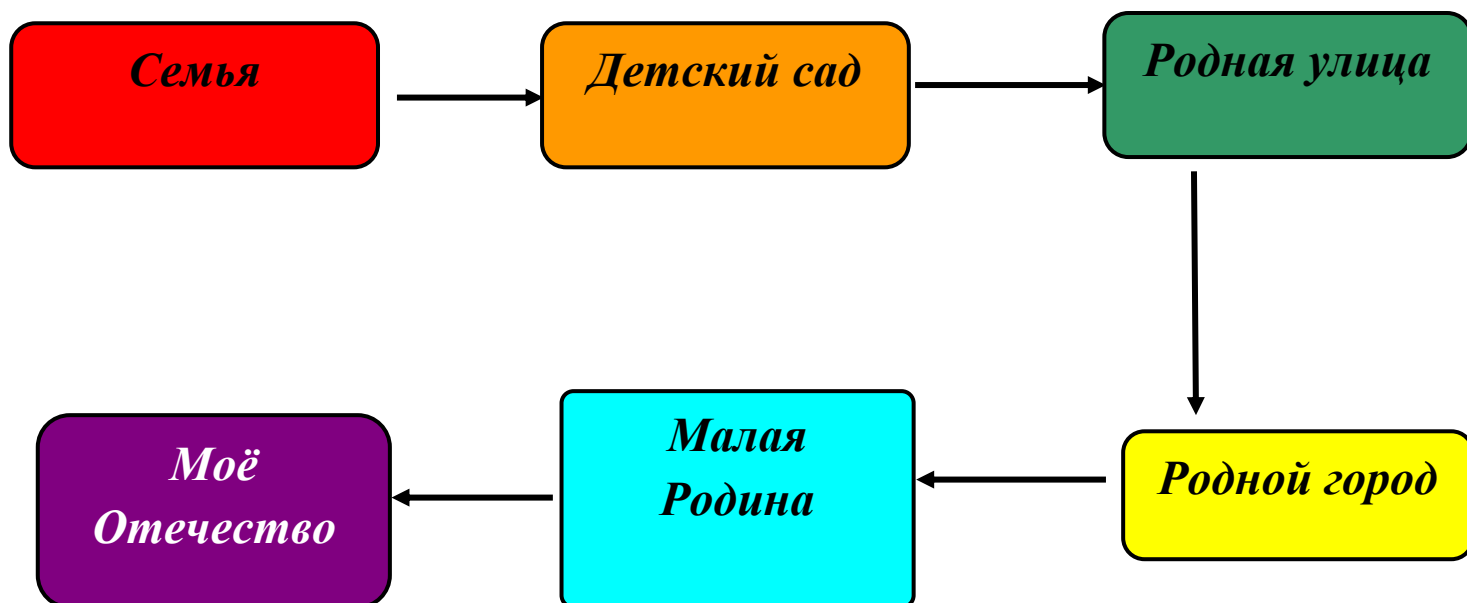 Семья
Детский сад
Родная улица
Родной город
Малая
Родина
Моё
Отечество